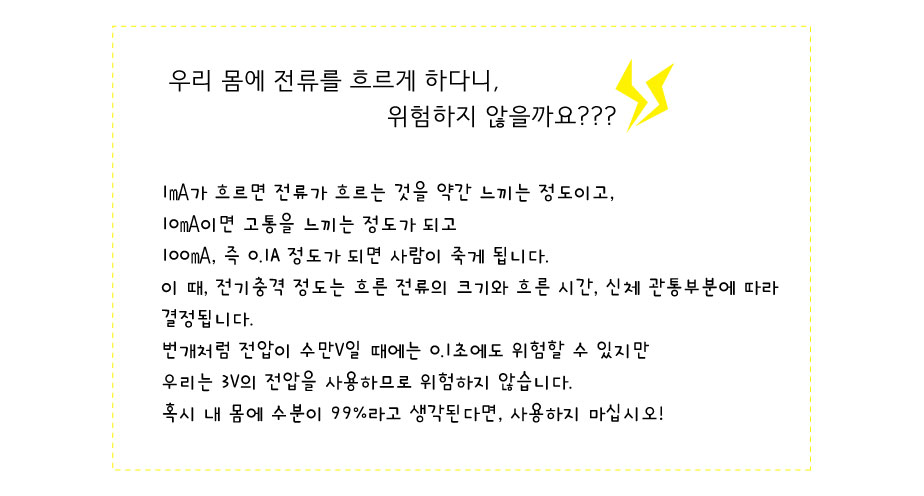 우리 몸에 전류를 흐르게 하다니,
위험하지 않을까요???
1mA가 흐르면 전류가 흐르는 것을 약간 느끼는 정도이고,
10mA이면 고통을 느끼는 정도가 되고
100mA, 즉 0.1A 정도가 되면 사람이 죽게 됩니다.
이 때, 전기충격 정도는 흐른 전류의 크기와 흐른 시간, 신체 관통부분에 따라
결정됩니다.
번개처럼 전압이 수만V일 때에는 0.1초에도 위험할 수 있지만
우리는 3V의 전압을 사용하므로 위험하지 않습니다.
혹시 내 몸에 수분이 99%라고 생각된다면, 사용하지 마십시오!